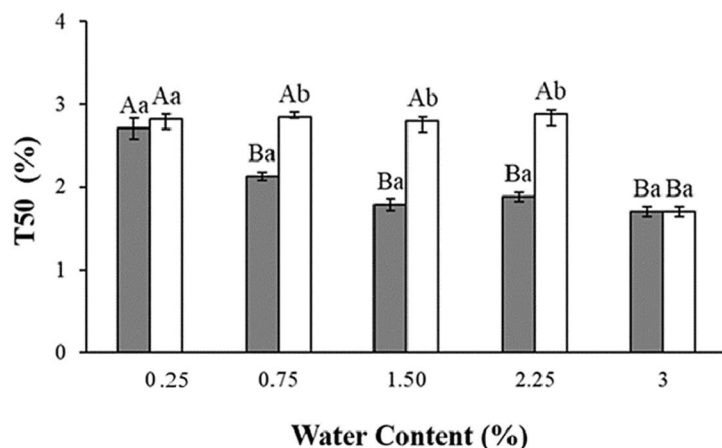 4
3
2
1
0
T50 (%)
Aa Aa
Ba Ab
Ba Ab
Ba Ab
Ba Ba
0.25 0.75 1.50 2.25 3
Water Content (%)